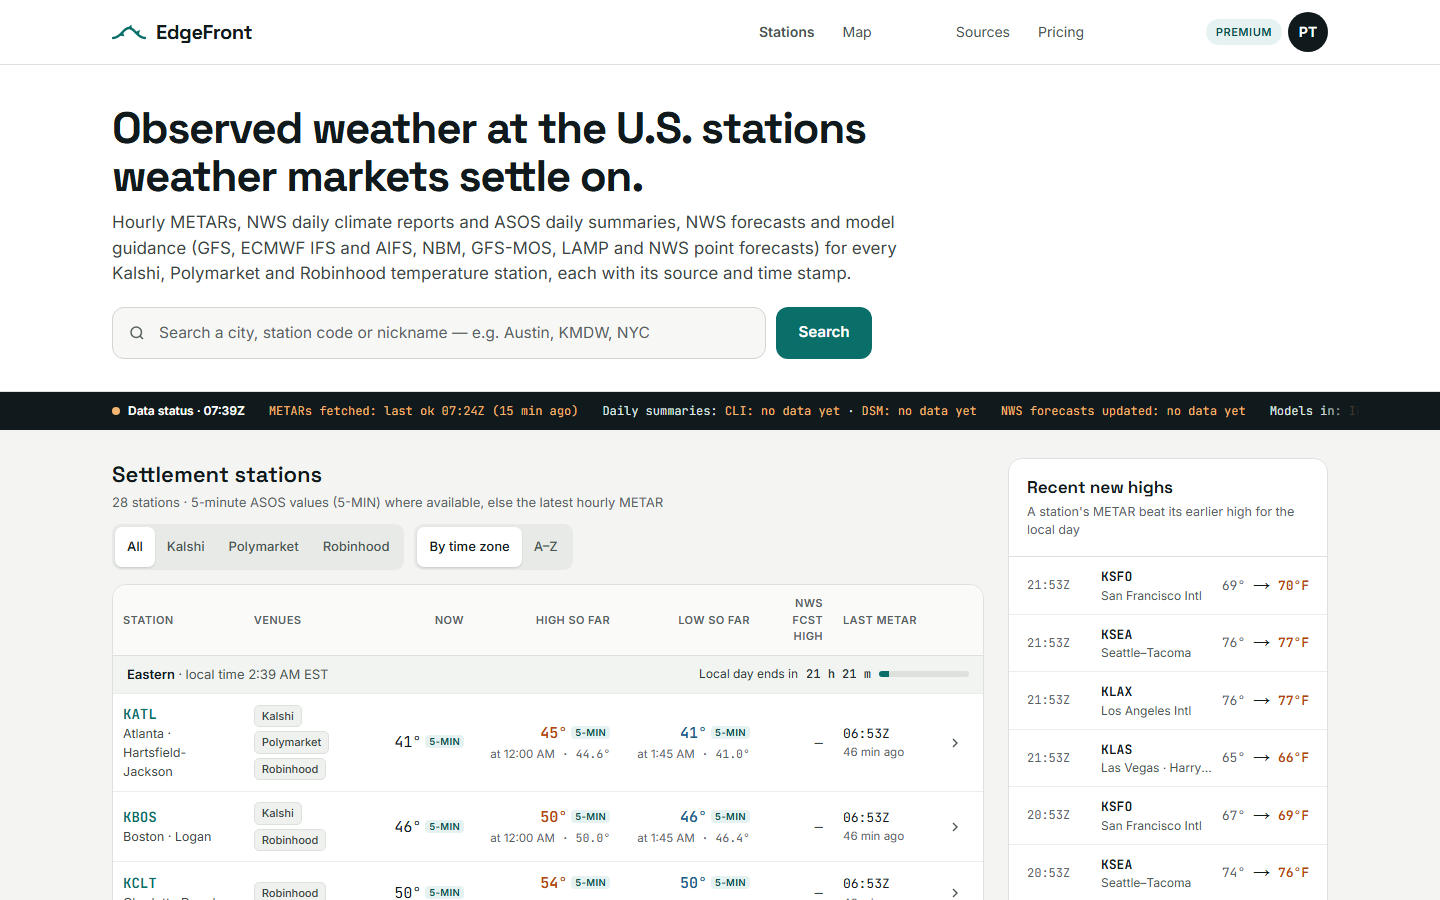 EdgeFront
Stations Map Sources Pricing
PREMIUM PT
Observed weather at the U.S. stations
weather markets settle on.
Hourly METARs, NWS daily climate reports and ASOS daily summaries, NWS forecasts and model
guidance (GFS, ECMWF IFS and AIFS, NBM, GFS-MOS, LAMP and NWS point forecasts) for every
Kalshi, Polymarket and Robinhood temperature station, each with its source and time stamp.
Search a city, station code or nickname — e.g. Austin, KMDW, NYC
Search
Data status · 07:39Z METARs fetched: last ok 07:24Z (15 min ago) Daily summaries: CLI: no data yet · DSM: no data yet NWS forecasts updated: no data yet Models in:
Settlement stations
28 stations · 5-minute ASOS values (5-MIN) where available, else the latest hourly METAR
All Kalshi Polymarket Robinhood By time zone A–Z
STATION VENUES NOW HIGH SO FAR LOW SO FAR NWS FCST HIGH LAST METAR
Eastern · local time 2:39 AM EST Local day ends in 21 h 21 m
KATL
Atlanta ·
Hartsfield-
Jackson
Kalshi
Polymarket
Robinhood
41° 5-MIN
45° 5-MIN
at 12:00 AM · 44.6°
41° 5-MIN
at 1:45 AM · 41.0°
—
06:53Z
46 min ago
KBOS
Boston · Logan
Kalshi
Robinhood
46° 5-MIN
50° 5-MIN
at 12:00 AM · 50.0°
46° 5-MIN
at 1:45 AM · 46.4°
—
06:53Z
46 min ago
KCLT
Robinhood
50° 5-MIN
54° 5-MIN
50° 5-MIN
—
06:53Z
Recent new highs
A station's METAR beat its earlier high for the
local day
21:53Z KSFO 69° → 70°F
San Francisco Intl
21:53Z KSEA 76° → 77°F
Seattle–Tacoma
21:53Z KLAX 76° → 77°F
Los Angeles Intl
21:53Z KLAS 65° → 66°F
Las Vegas · Harry...
20:53Z KSFO 67° → 69°F
San Francisco Intl
20:53Z KSEA 74° → 76°F
Seattle–Tacoma